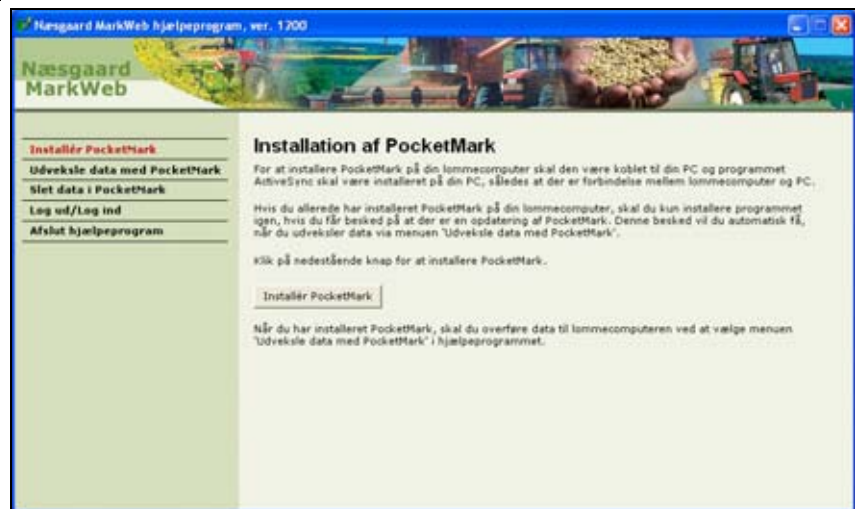 Næsgaard MarkWeb hjælpeprogram, ver. 1200
Næsgaard
MarkWeb
Installér PocketMark
Udveksle data med PocketMark
Slet data i PocketMark
Log ud/Log ind
Afslut hjælpeprogram
Installation af PocketMark
For at installere PocketMark på din lommecomputer skal den være koblet til din PC og programmet
ActiveSync skal være installeret på din PC, således at der er forbindelse mellem lommecomputer og PC.
Hvis du allerede har installeret PocketMark på din lommecomputer, skal du kun installere programmet
igen, hvis du får besked på at der er en opdatering af PocketMark. Denne besked vil du automatisk få,
når du udveksler data via menuen 'Udveksle data med PocketMark'.
Klik på nedestående knap for at installere PocketMark.
Installér PocketMark
Når du har installeret PocketMark, skal du overføre data til lommecomputeren ved at vælge menuen
'Udveksle data med PocketMark' i hjælpeprogrammet.